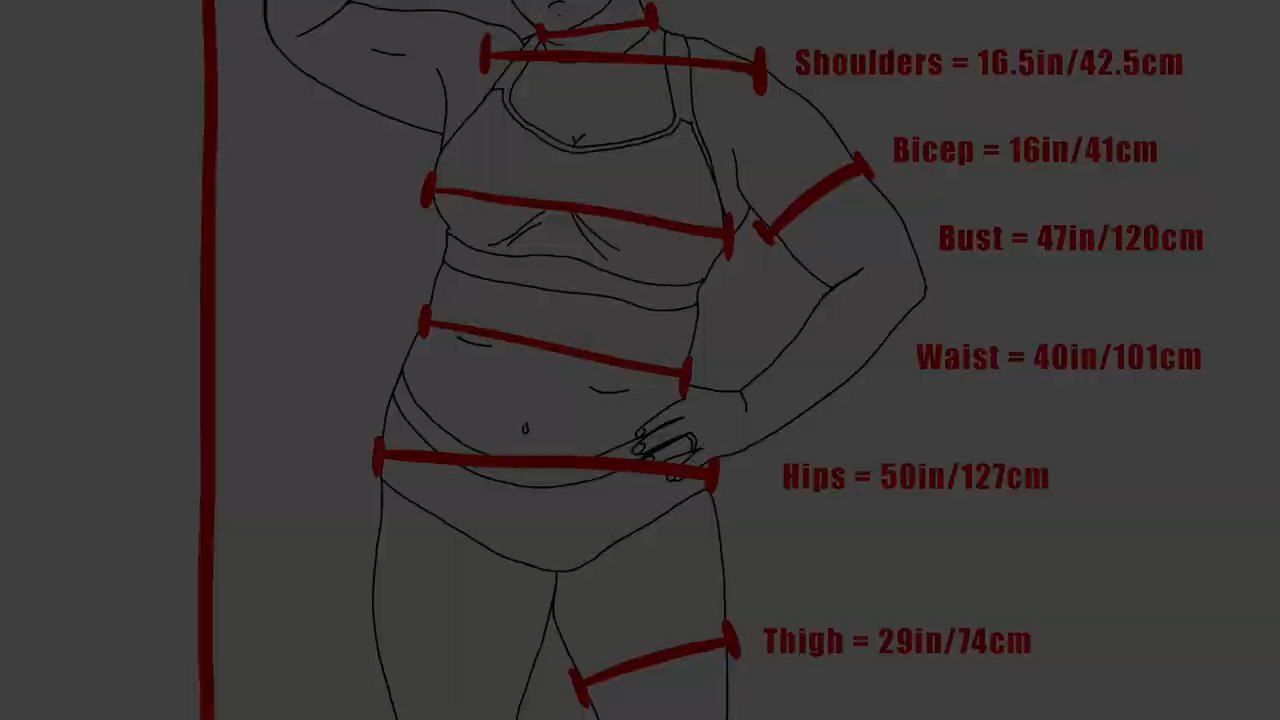 Shoulders = 16.5in/42.5cm
Bicep = 16in/41cm
Bust = 47in/120cm
Waist = 40in/101cm
Hips = 50in/127cm
Thigh = 29in/74cm